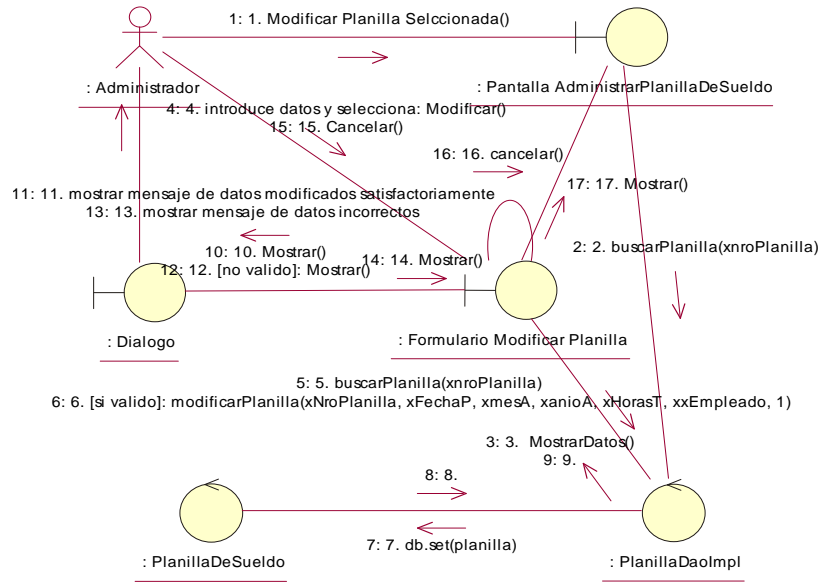 1: 1. Modificar Planilla Selccionada()
: Administrador
: Pantalla AdministrarPlanillaDeSueldo
4: 4. introduce datos y selecciona: Modificar()
15: 15. Cancelar()
16: 16. cancelar()
17: 17. Mostrar()
11: 11. mostrar mensaje de datos modificados satisfactoriamente
13: 13. mostrar mensaje de datos incorrectos
2: 2. buscarPlanilla(xnroPlanilla)
10: 10. Mostrar()
12: 12. [no valido]: Mostrar()
14: 14. Mostrar()
: Dialogo
: Formulario Modificar Planilla
5: 5. buscarPlanilla(xnroPlanilla)
6: 6. [si valido]: modificarPlanilla(xNroPlanilla, xFechaP, xmesA, xanioA, xHorasT, xxEmpleado, 1)
3: 3. MostrarDatos()
9: 9.
8: 8.
7: 7. db.set(planilla)
: PlanillaDeSueldo
: PlanillaDaoImpl